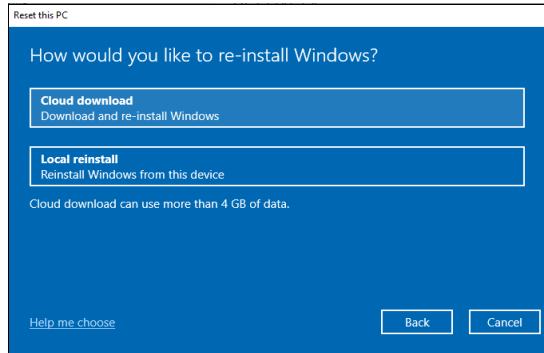 Reset this PC
How would you like to re-install Windows?
Cloud download
Download and re-install Windows
Local reinstall
Reinstall Windows from this device
Cloud download can use more than 4 GB of data.
Help me choose
Back
Cancel